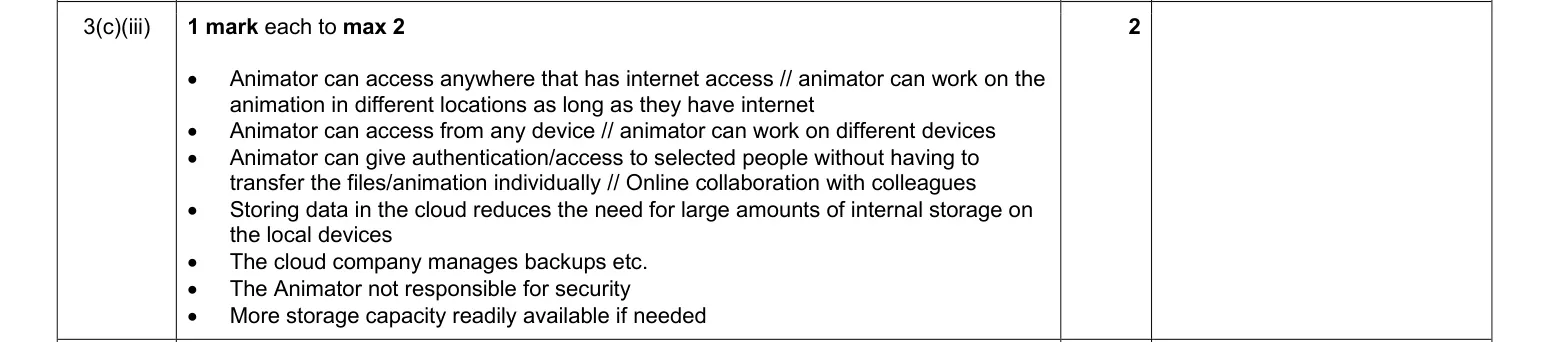 3(c)(iii) 1 mark each to max 2 2
• Animator can access anywhere that has internet access // animator can work on the
animation in different locations as long as they have internet
• Animator can access from any device // animator can work on different devices
• Animator can give authentication/access to selected people without having to
transfer the files/animation individually // Online collaboration with colleagues
• Storing data in the cloud reduces the need for large amounts of internal storage on
the local devices
• The cloud company manages backups etc.
• The Animator not responsible for security
• More storage capacity readily available if needed